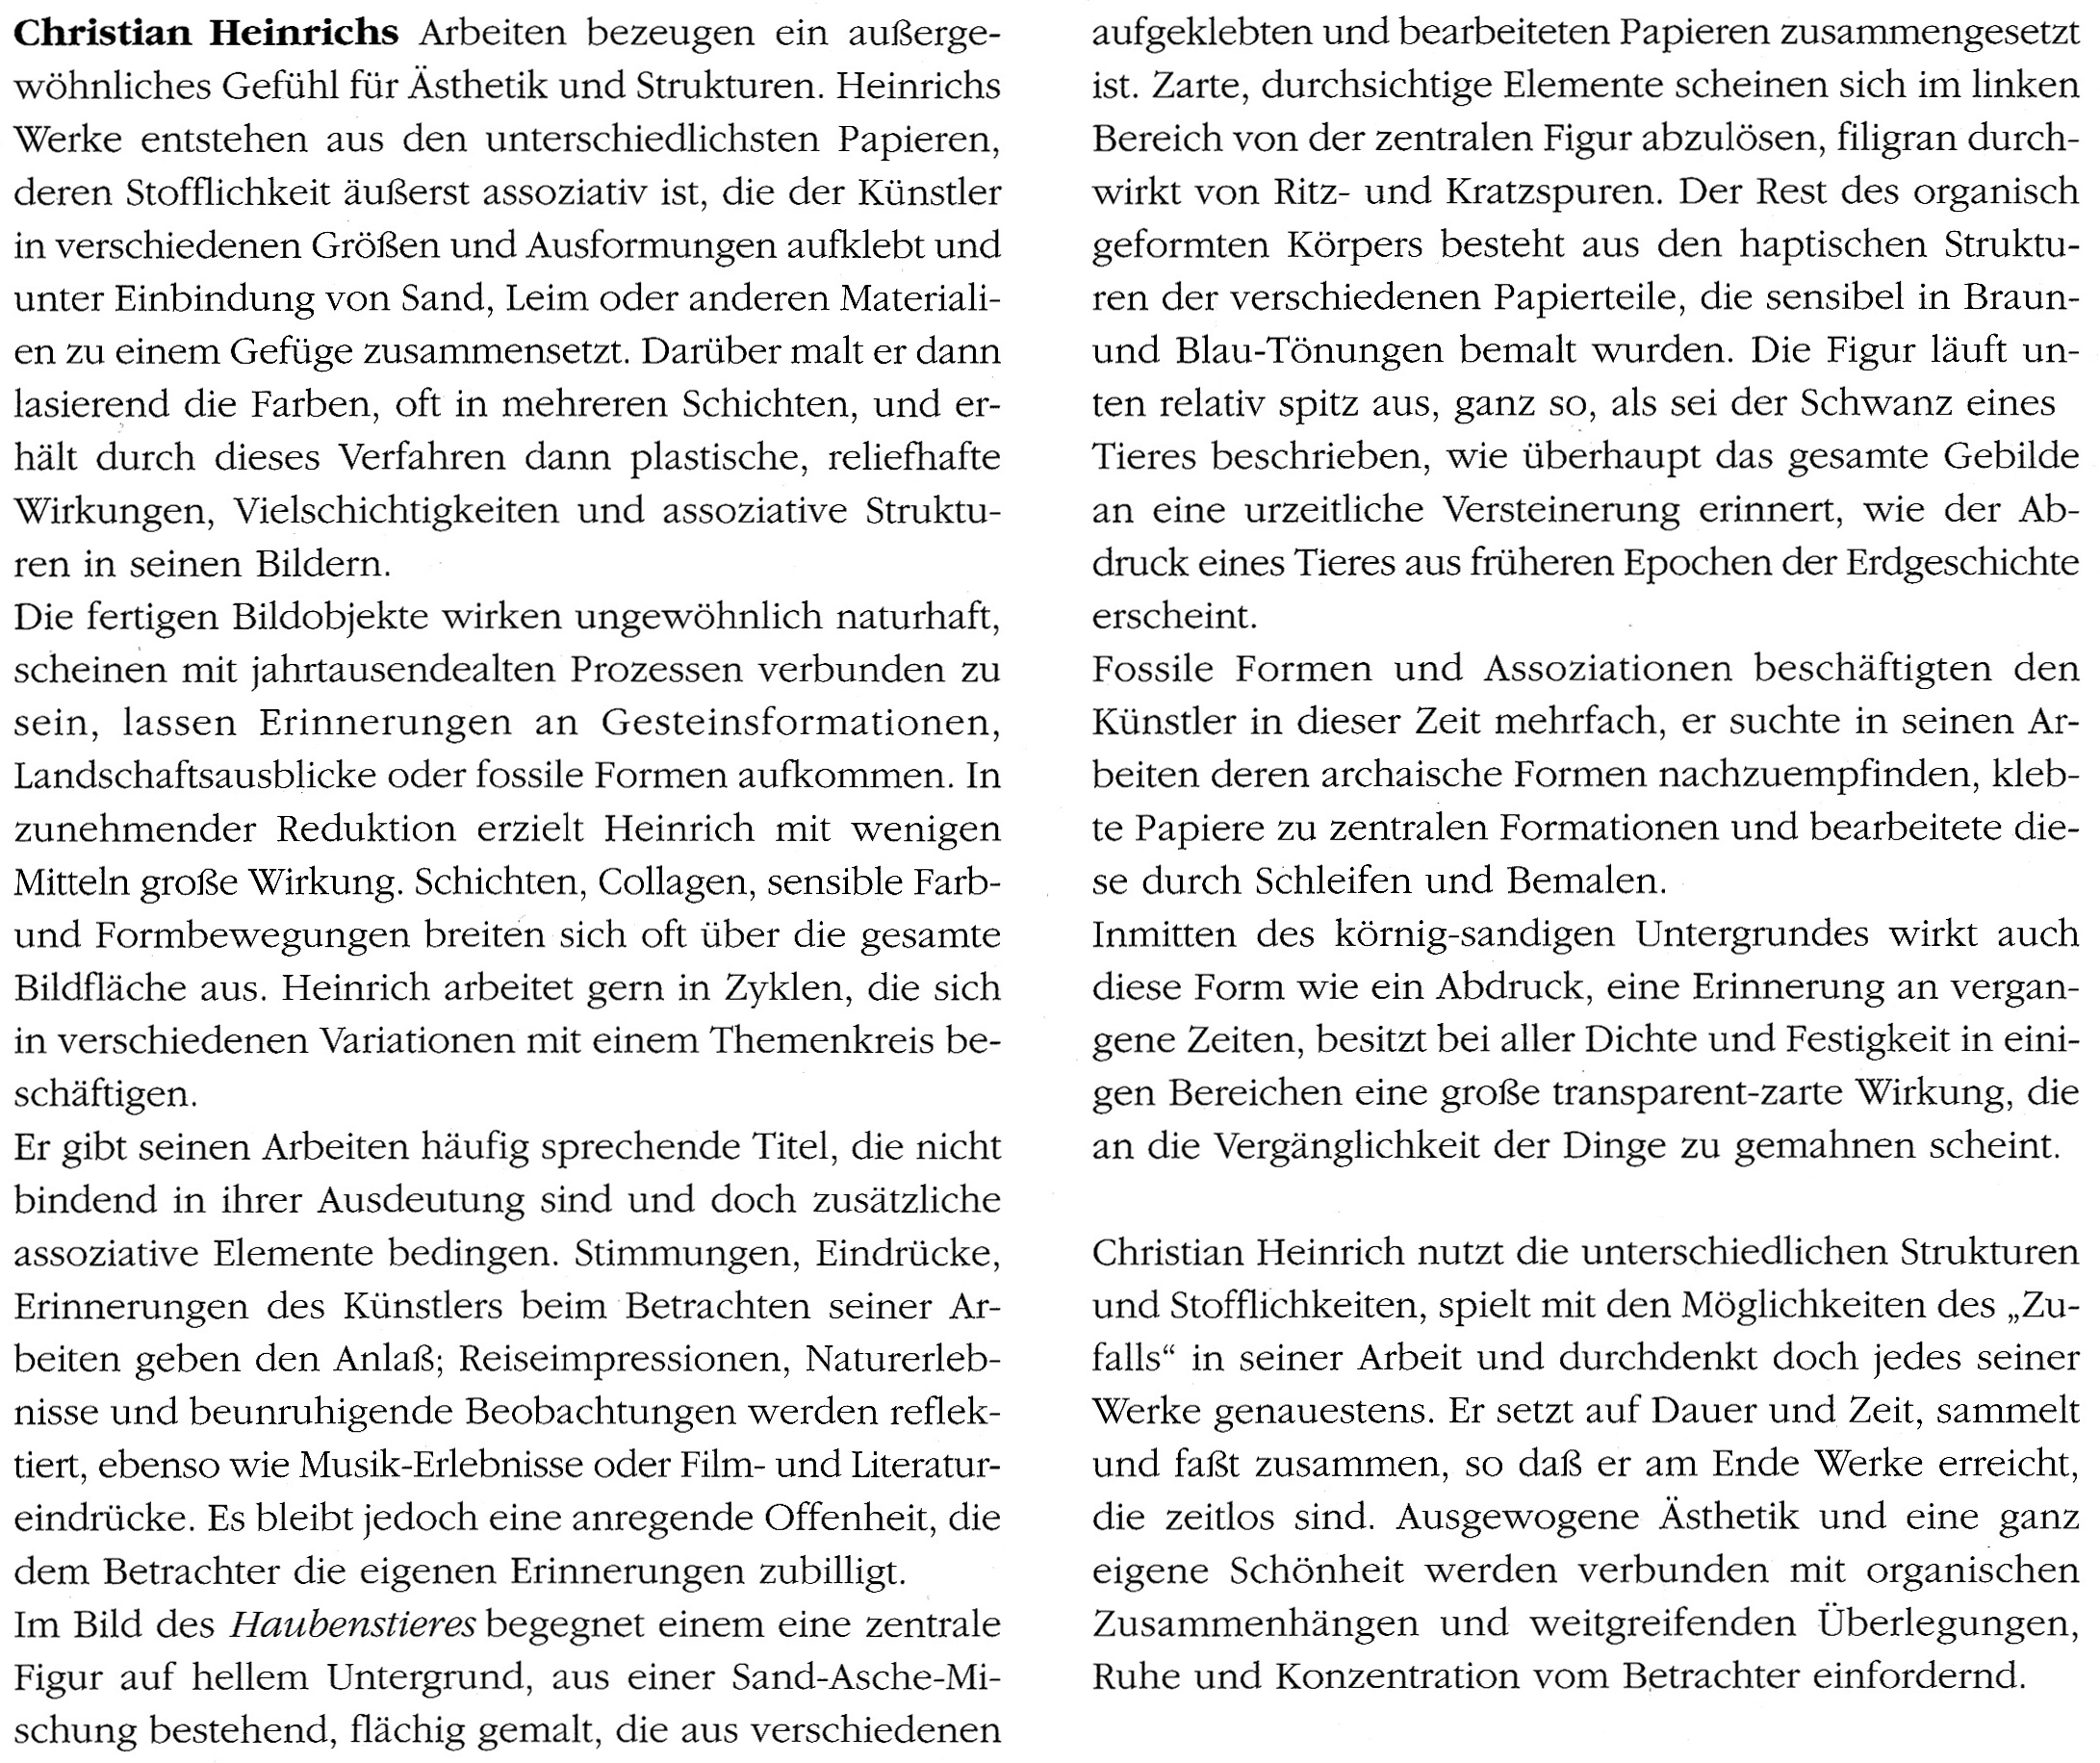 Christian Heinrichs Arbeiten bezeugen ein außerge-
wöhnliches Gefühl für Ästhetik und Strukturen. Heinrichs
Werke entstehen aus den unterschiedlichsten Papieren,
deren Stofflichkeit äußerst assoziativ ist, die der Künstler
in verschiedenen Größen und Ausformungen aufklebt und
unter Einbindung von Sand, Leim oder anderen Materiali-
en zu einem Gefüge zusammensetzt. Darüber malt er dann
lasierend die Farben, oft in mehreren Schichten, und er-
hält durch dieses Verfahren dann plastische, reliefhafte
Wirkungen, Vielschichtigkeiten und assoziative Struktu-
ren in seinen Bildern.
Die fertigen Bildobjekte wirken ungewöhnlich naturhaft,
scheinen mit jahrtausendealten Prozessen verbunden zu
sein, lassen Erinnerungen an Gesteinsformationen,
Landschaftsausblicke oder fossile Formen aufkommen. In
zunehmender Reduktion erzielt Heinrich mit wenigen
Mitteln große Wirkung. Schichten, Collagen, sensible Farb-
und Formbewegungen breiten sich oft über die gesamte
Bildfläche aus. Heinrich arbeitet gern in Zyklen, die sich
in verschiedenen Variationen mit einem Themenkreis be-
schäftigen.
Er gibt seinen Arbeiten häufig sprechende Titel, die nicht
bindend in ihrer Ausdeutung sind und doch zusätzliche
assoziative Elemente bedingen. Stimmungen, Eindrücke,
Erinnerungen des Künstlers beim Betrachten seiner Ar-
beiten geben den Anlaß; Reiseimpressionen, Naturerleb-
nisse und beunruhigende Beobachtungen werden reflek-
tiert, ebenso wie Musik-Erlebnisse oder Film- und Literatur-
eindrücke. Es bleibt jedoch eine anregende Offenheit, die
dem Betrachter die eigenen Erinnerungen zubilligt.
Im Bild des Haubenstieres begegnet einem eine zentrale
Figur auf hellem Untergrund, aus einer Sand-Asche-Mi-
schung bestehend, flächig gemalt, die aus verschiedenen
aufgeklebten und bearbeiteten Papieren zusammengesetzt
ist. Zarte, durchsichtige Elemente scheinen sich im linken
Bereich von der zentralen Figur abzulösen, filigran durch-
wirkt von Ritz- und Kratzspuren. Der Rest des organisch
geformten Körpers besteht aus den haptischen Struktu-
ren der verschiedenen Papierteile, die sensibel in Braun-
und Blau-Tönungen bemalt wurden. Die Figur läuft un-
ten relativ spitz aus, ganz so, als sei der Schwanz eines
Tieres beschrieben, wie überhaupt das gesamte Gebilde
an eine urzeitliche Versteinerung erinnert, wie der Ab-
druck eines Tieres aus früheren Epochen der Erdgeschichte
erscheint.
Fossile Formen und Assoziationen beschäftigten den
Künstler in dieser Zeit mehrfach, er suchte in seinen Ar-
beiten deren archaische Formen nachzuempfinden, kleb-
te Papiere zu zentralen Formationen und bearbeitete die-
se durch Schleifen und Bemalen.
Inmitten des körnig-sandigen Untergrundes wirkt auch
diese Form wie ein Abdruck, eine Erinnerung an vergan-
gene Zeiten, besitzt bei aller Dichte und Festigkeit in eini-
gen Bereichen eine große transparent-zarte Wirkung, die
an die Vergänglichkeit der Dinge zu gemahnen scheint.
Christian Heinrich nutzt die unterschiedlichen Strukturen
und Stofflichkeiten, spielt mit den Möglichkeiten des „Zu-
falls“ in seiner Arbeit und durchdenkt doch jedes seiner
Werke genauestens. Er setzt auf Dauer und Zeit, sammelt
und faßt zusammen, so daß er am Ende Werke erreicht,
die zeitlos sind. Ausgewogene Ästhetik und eine ganz
eigene Schönheit werden verbunden mit organischen
Zusammenhängen und weitgreifenden Überlegungen,
Ruhe und Konzentration vom Betrachter einfordernd.